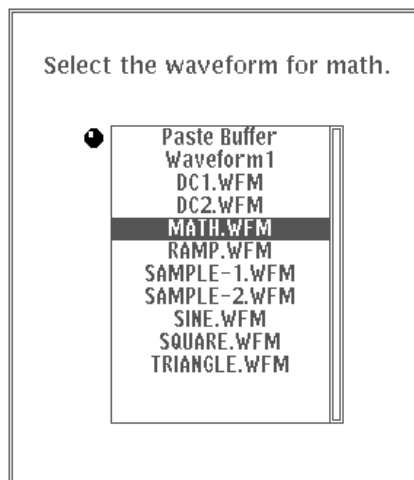 Select the waveform for math.
Paste Buffer
Waveform1
DC1.WFM
DC2.WFM
MATH.WFM
RAMP.WFM
SAMPLE-1.WFM
SAMPLE-2.WFM
SINE.WFM
SQUARE.WFM
TRIANGLE.WFM